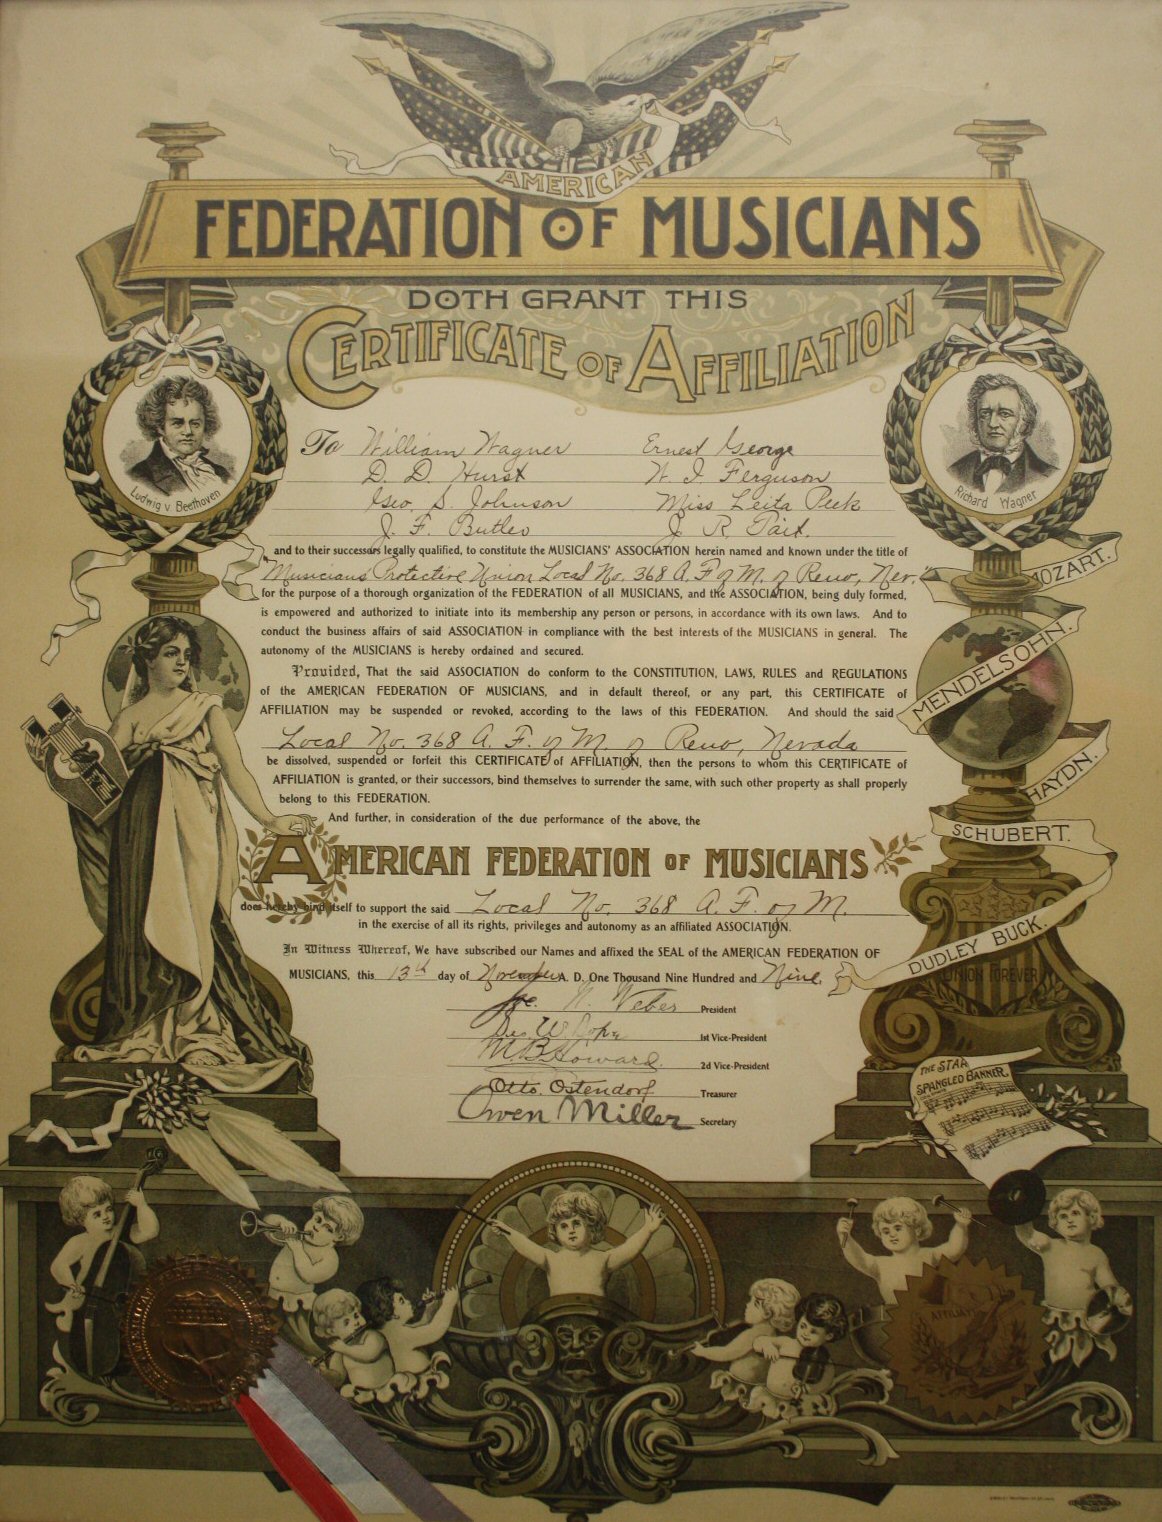 AMERICAN
FEDERATION OF MUSICIANS
DOTH GRANT THIS
CERTIFICATE OF AFFILIATION
Ludwig v. Beethoven
Richard Wagner
To William Wagner Ernest George
D. D. Hurst W. I. Ferguson
Geo. S. Johnson Miss Leita Peek
J. F. Butler J. R. Tait.
and to their successors legally qualified, to constitute the MUSICIANS' ASSOCIATION herein named and known under the title of
"Musicians Protective Union Local No. 368 A. F. of M. of Reno, Nev."
for the purpose of a thorough organization of the FEDERATION of all MUSICIANS, and the ASSOCIATION, being duly formed,
is empowered and authorized to initiate into its membership any person or persons, in accordance with its own laws. And to
conduct the business affairs of said ASSOCIATION in compliance with the best interests of the MUSICIANS in general. The
autonomy of the MUSICIANS is hereby ordained and secured.
Provided, That the said ASSOCIATION do conform to the CONSTITUTION, LAWS, RULES and REGULATIONS
of the AMERICAN FEDERATION OF MUSICIANS, and in default thereof, or any part, this CERTIFICATE of
AFFILIATION may be suspended or revoked, according to the laws of this FEDERATION. And should the said
Local No. 368 A. F. of M. of Reno, Nevada
be dissolved, suspended or forfeit this CERTIFICATE of AFFILIATION, then the persons to whom this CERTIFICATE of
AFFILIATION is granted, or their successors, bind themselves to surrender the same, with such other property as shall properly
belong to this FEDERATION.
And further, in consideration of the due performance of the above, the
AMERICAN FEDERATION OF MUSICIANS
does hereby bind itself to support the said Local No. 368 A. F. of M.
in the exercise of all its rights, privileges and autonomy as an affiliated ASSOCIATION.
In Witness Whereof, We have subscribed our Names and affixed the SEAL of the AMERICAN FEDERATION OF
MUSICIANS, this 13th day of November A. D. One Thousand Nine Hundred and Nine.
Jos. N. Weber President
1st Vice-President
Howard 2d Vice-President
Otto Ostendorf Treasurer
Owen Miller Secretary
MOZART.
MENDELSOHN.
HAYDN.
SCHUBERT.
DUDLEY BUCK.
UNION FOREVER
THE STAR
SPANGLED BANNER
AFFILIATION